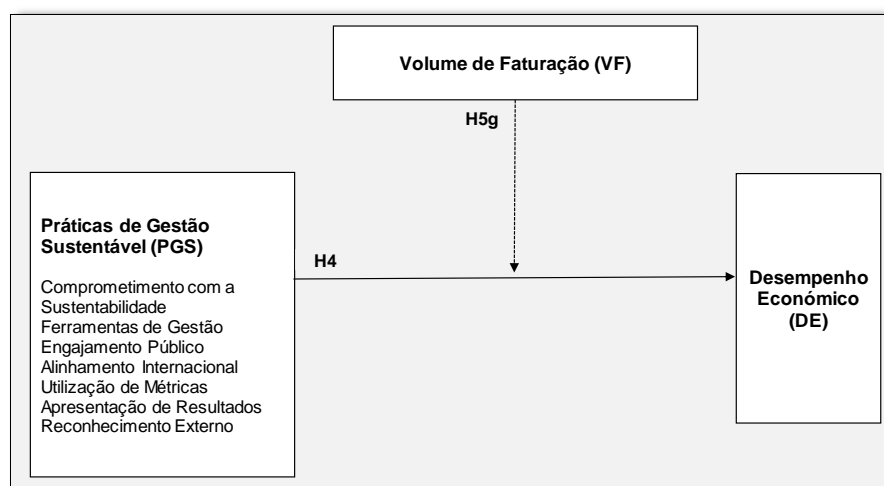 Volume de Faturação (VF)
H5g
Práticas de Gestão
Sustentável (PGS)
Comprometimento com a
Sustentabilidade
Ferramentas de Gestão
Engajamento Público
Alinhamento Internacional
Utilização de Métricas
Apresentação de Resultados
Reconhecimento Externo
H4
Desempenho
Económico
(DE)